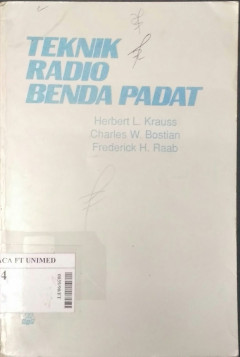 TEKNIK
RADIO
BENDA PADAT
Herbert L. Krauss
Charles W. Bostian
Frederick H. Raab
ACA FT UNIMED
4